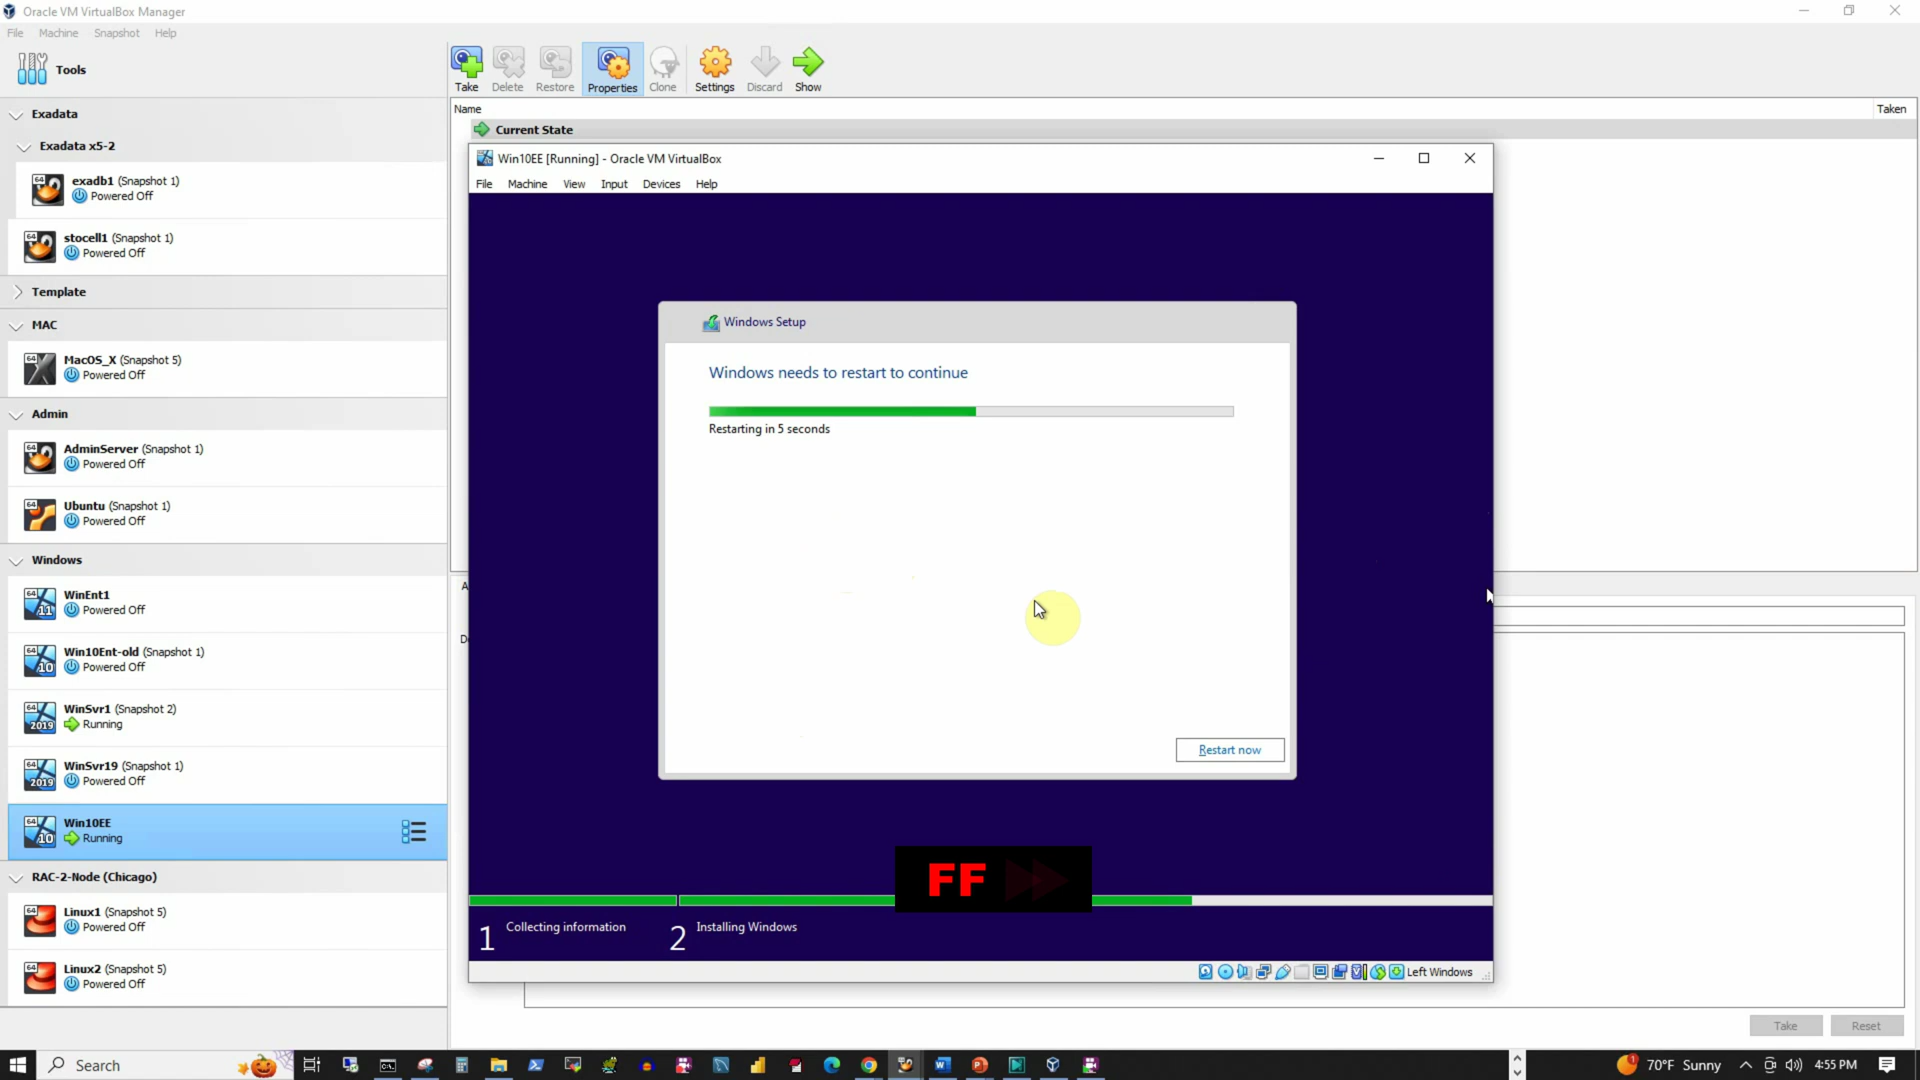 Oracle VM VirtualBox Manager
File Machine Snapshot Help
Tools
Take Delete Restore Properties Clone Settings Discard Show
Name Taken
Current State
Exadata
Exadata x5-2
exadb1 (Snapshot 1)
Powered Off
stocell1 (Snapshot 1)
Powered Off
Template
MAC
MacOS_X (Snapshot 5)
Powered Off
Admin
AdminServer (Snapshot 1)
Powered Off
Ubuntu (Snapshot 1)
Powered Off
Windows
WinEnt1
Powered Off
Win10Ent-old (Snapshot 1)
Powered Off
WinSvr1 (Snapshot 2)
Running
WinSvr19 (Snapshot 1)
Powered Off
Win10EE
Running
RAC-2-Node (Chicago)
Linux1 (Snapshot 5)
Powered Off
Linux2 (Snapshot 5)
Powered Off
Win10EE [Running] - Oracle VM VirtualBox
File Machine View Input Devices Help
Windows Setup
Windows needs to restart to continue
Restarting in 5 seconds
Restart now
FF
1 Collecting information 2 Installing Windows
Left Windows
Take Reset
Search 70°F Sunny 4:55 PM